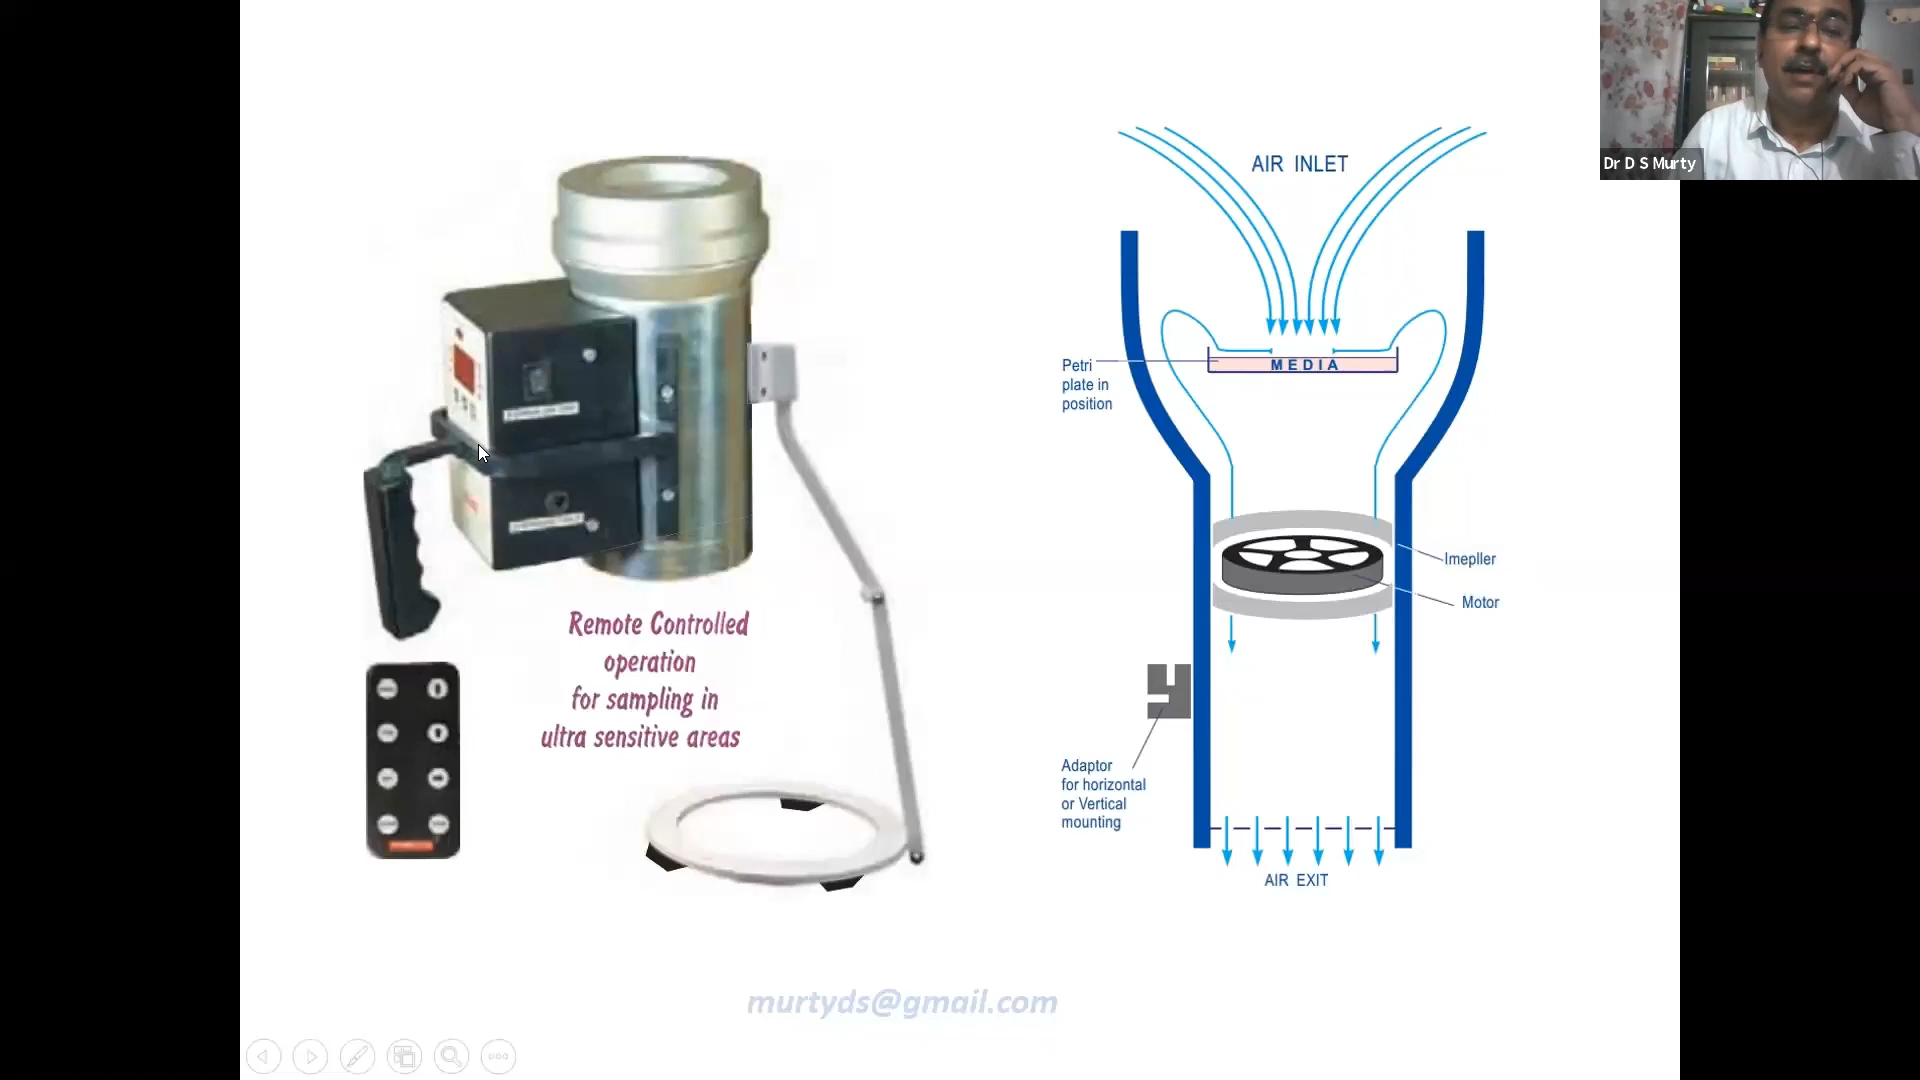 Dr D S Murty
AIR INLET
MEDIA
Petri
plate in
position
Imepller
Motor
Remote Controlled
operation
for sampling in
ultra sensitive areas
Adaptor
for horizontal
or Vertical
mounting
AIR EXIT
murtyds@gmail.com